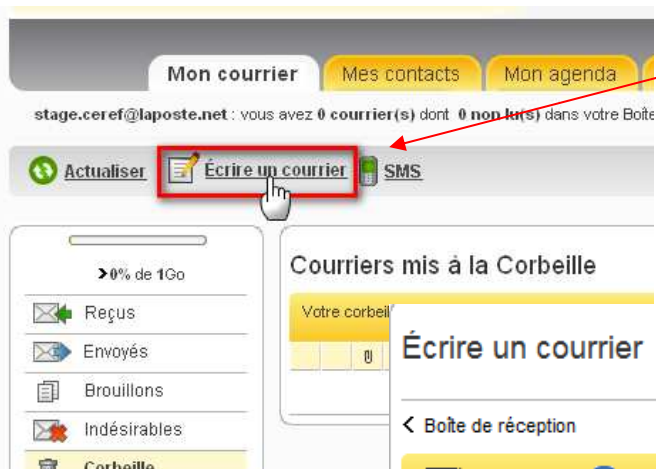 Mon courrier Mes contacts Mon agenda
stage.ceref@laposte.net : vous avez 0 courrier(s) dont 0 non lu(s) dans votre Boîte
Actualiser Écrire un courrier SMS
>0% de 1Go
Reçus
Envoyés
Brouillons
Indésirables
Corbeille
Courriers mis à la Corbeille
Votre corbeil
Écrire un courrier
< Boîte de réception